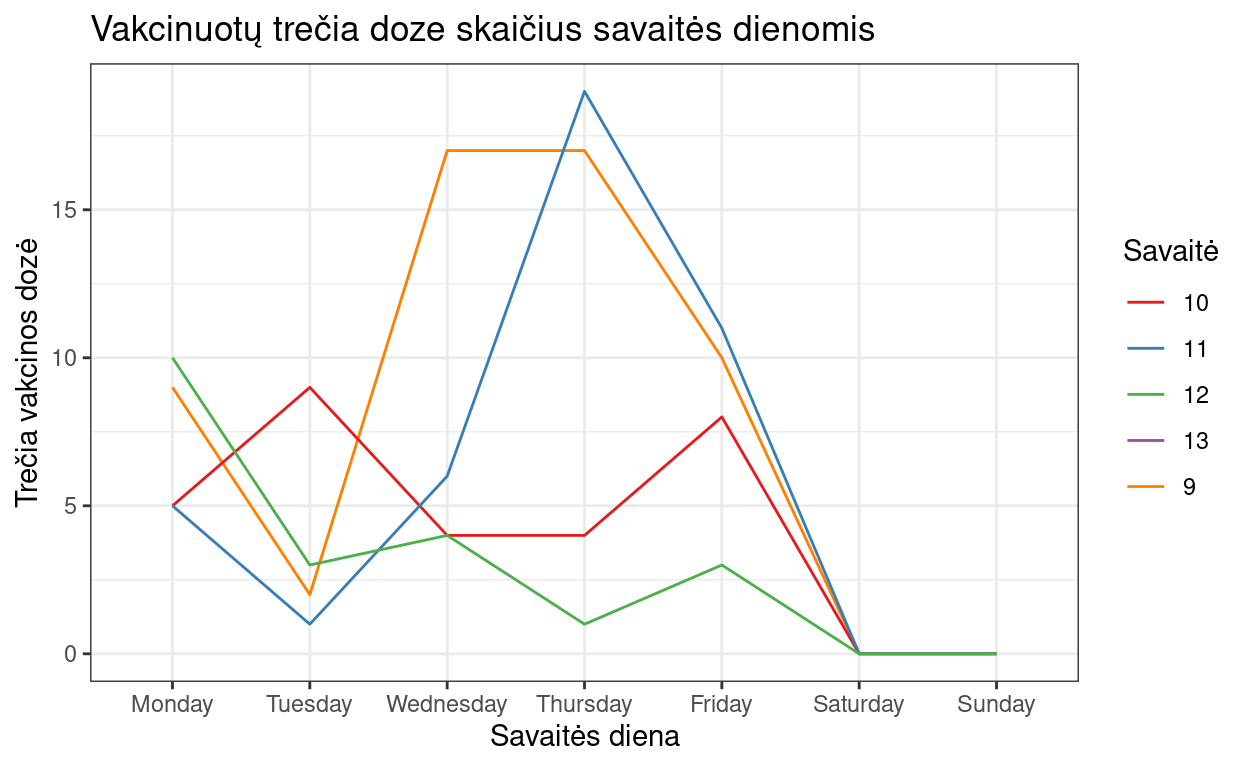 Vakcinuotų trečia doze skaičius savaitės dienomis
Trečia vakcinos dozė
15
10
5
0
Monday Tuesday Wednesday Thursday Friday Saturday Sunday
Savaitės diena
Savaitė
10
11
12
13
9